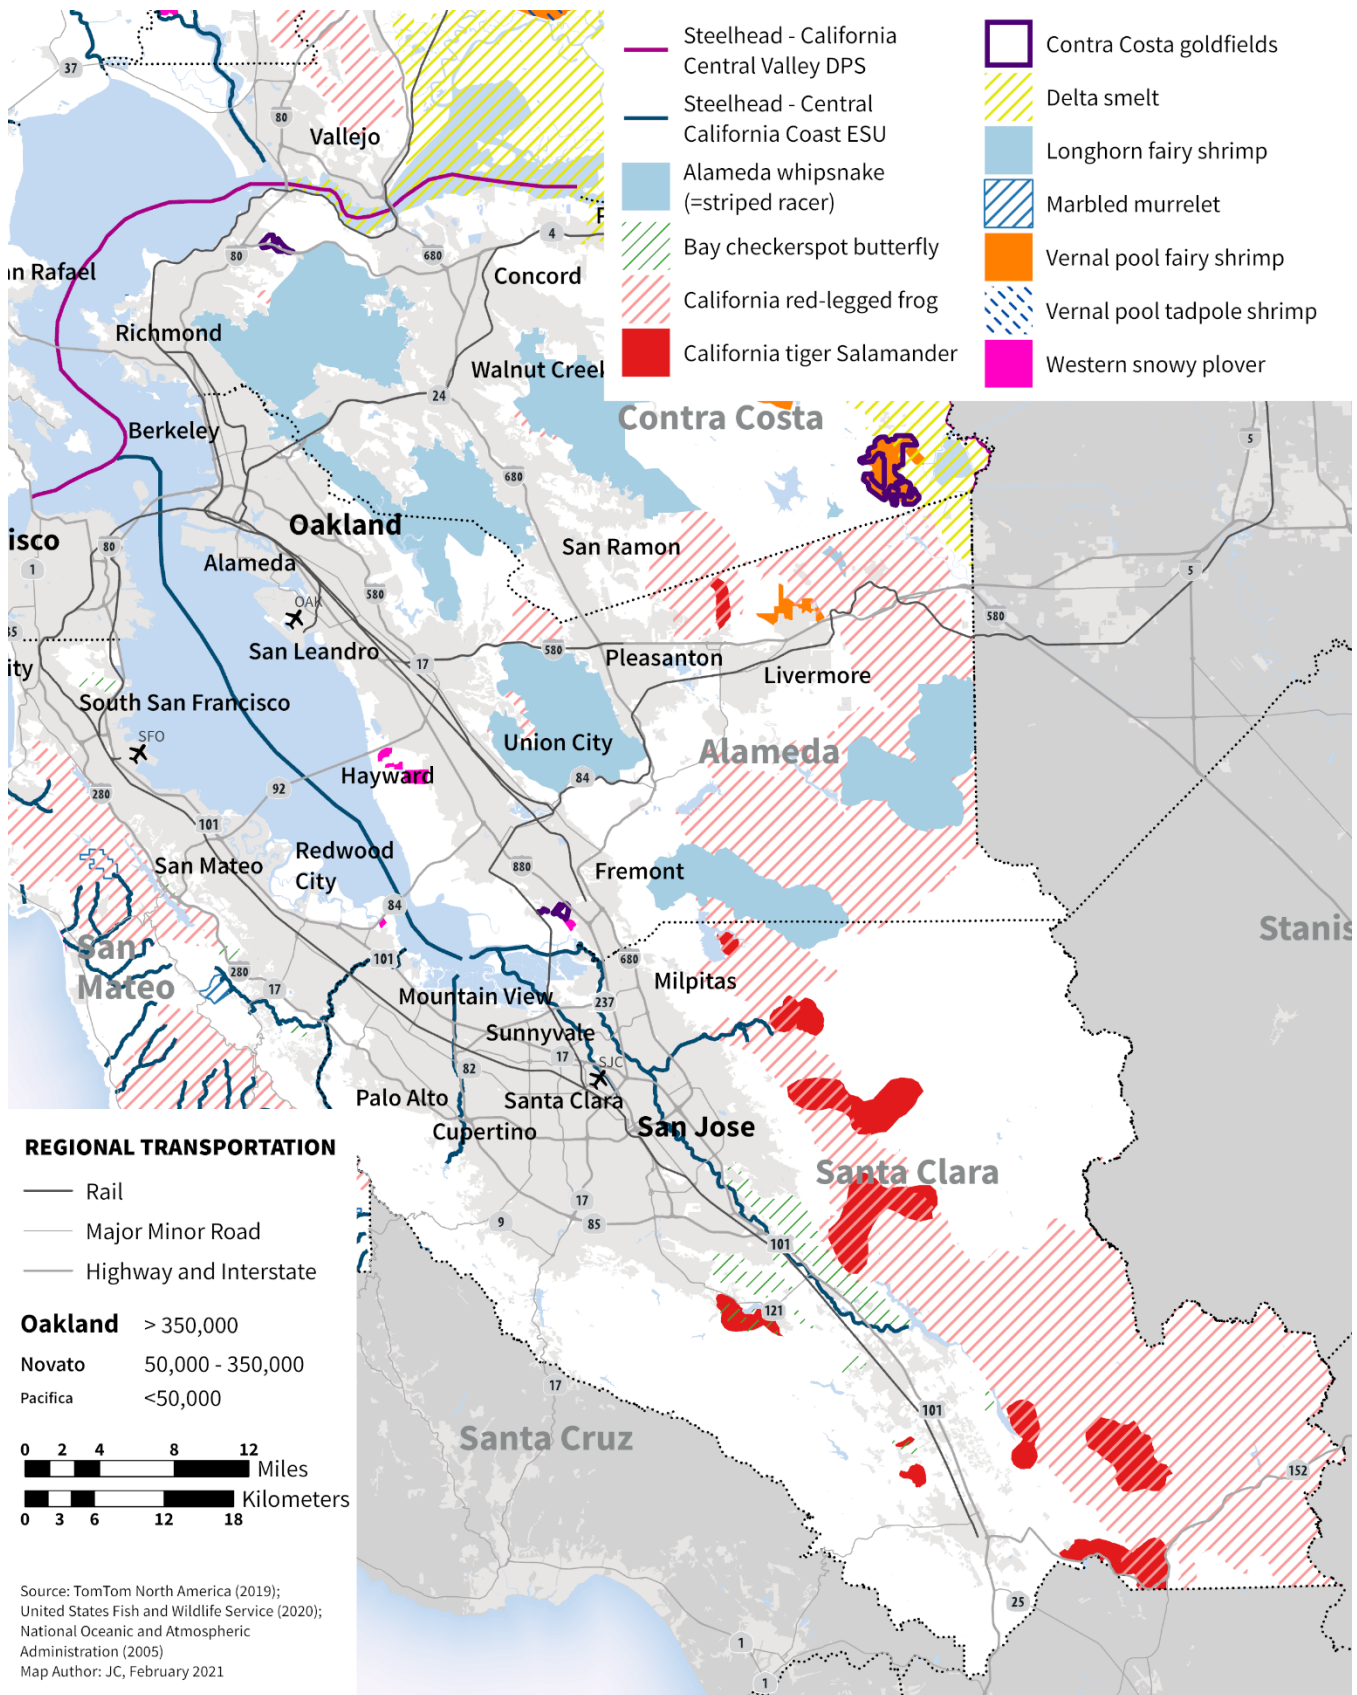 Steelhead - California
Central Valley DPS
Steelhead - Central
California Coast ESU
Alameda whipsnake
(=striped racer)
Bay checkerspot butterfly
California red-legged frog
California tiger Salamander
Contra Costa goldfields
Delta smelt
Longhorn fairy shrimp
Marbled murrelet
Vernal pool fairy shrimp
Vernal pool tadpole shrimp
Western snowy plover
37
80
Vallejo
4
80
680
an Rafael
Concord
Richmond
Walnut Creek
24
Contra Costa
Berkeley
5
680
Oakland
isco
80
San Ramon
Alameda
1
5
580
OAK
580
San Leandro
580
17
Pleasanton
ity
Livermore
South San Francisco
SFO
Union City
Alameda
Hayward
84
92
280
101
Redwood
City
San Mateo
880
Fremont
84
San
Mateo
Stanis
101
680
280
17
Milpitas
Mountain View
237
Sunnyvale
17
SJC
82
Palo Alto
Santa Clara
Cupertino
San Jose
Santa Clara
17
9
85
101
121
17
101
Santa Cruz
152
25
1
1
REGIONAL TRANSPORTATION
Rail
Major Minor Road
Highway and Interstate
Oakland > 350,000
Novato 50,000 - 350,000
Pacifica <50,000
0 2 4 8 12
Miles
Kilometers
0 3 6 12 18
Source: TomTom North America (2019);
United States Fish and Wildlife Service (2020);
National Oceanic and Atmospheric
Administration (2005)
Map Author: JC, February 2021